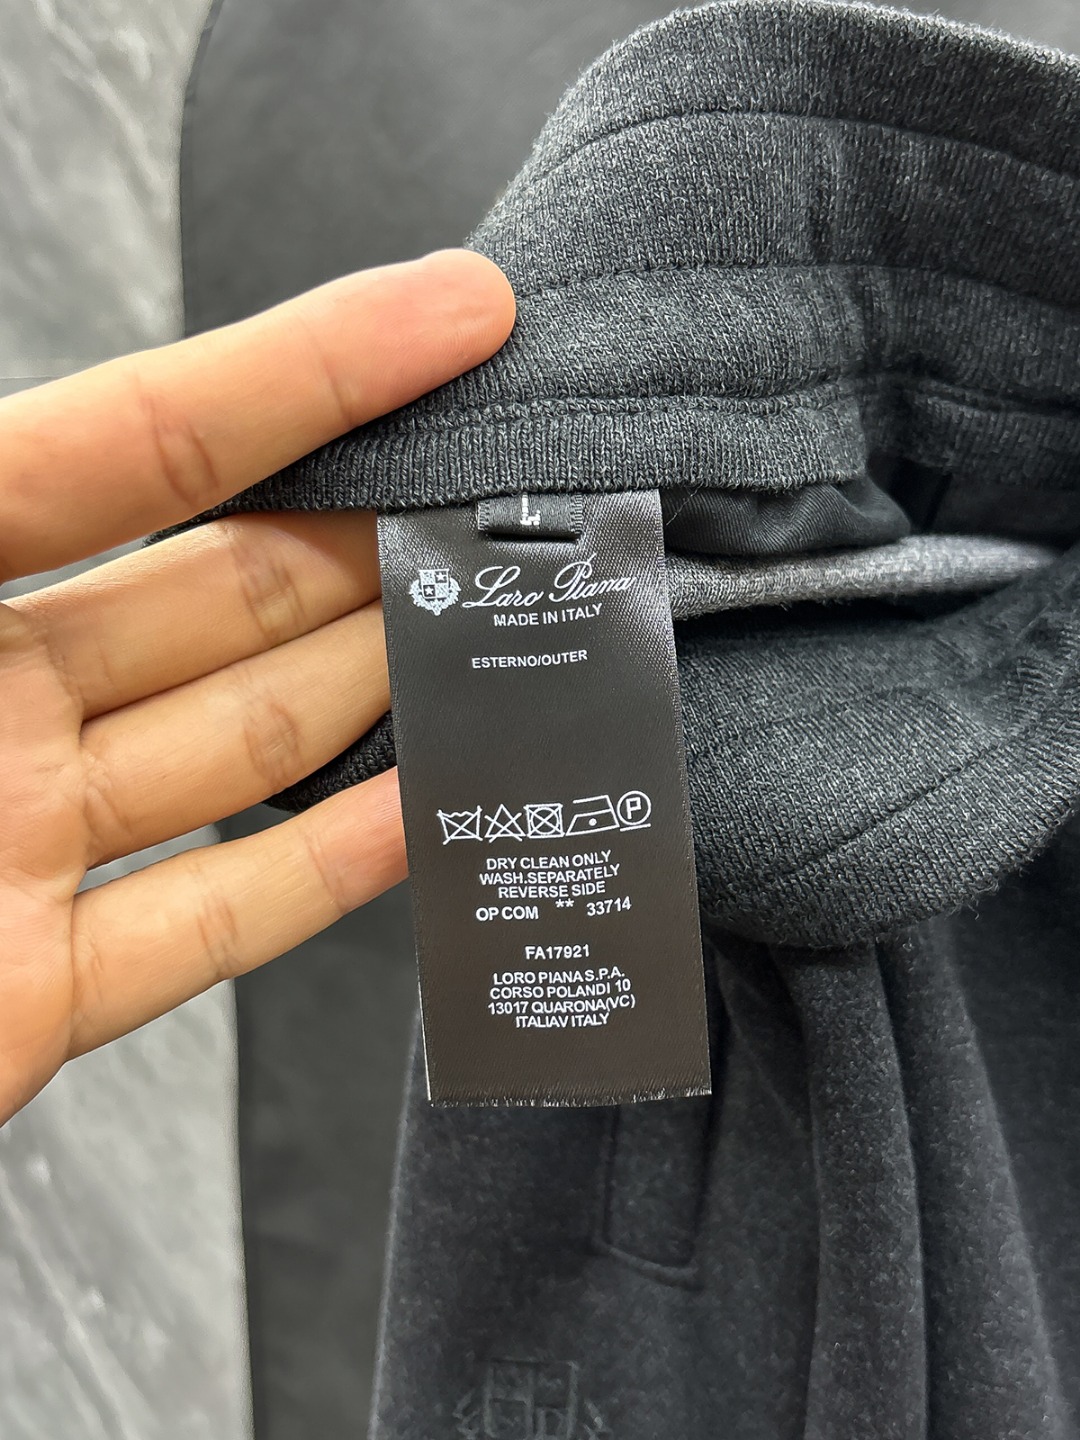 L
Laro Piana
MADE IN ITALY
ESTERNO/OUTER
P
DRY CLEAN ONLY
WASH.SEPARATELY
REVERSE SIDE
OP COM ** 33714
FA17921
LORO PIANA S.P.A.
CORSO POLANDI 10
13017 QUARONA(VC)
ITALIAV ITALY